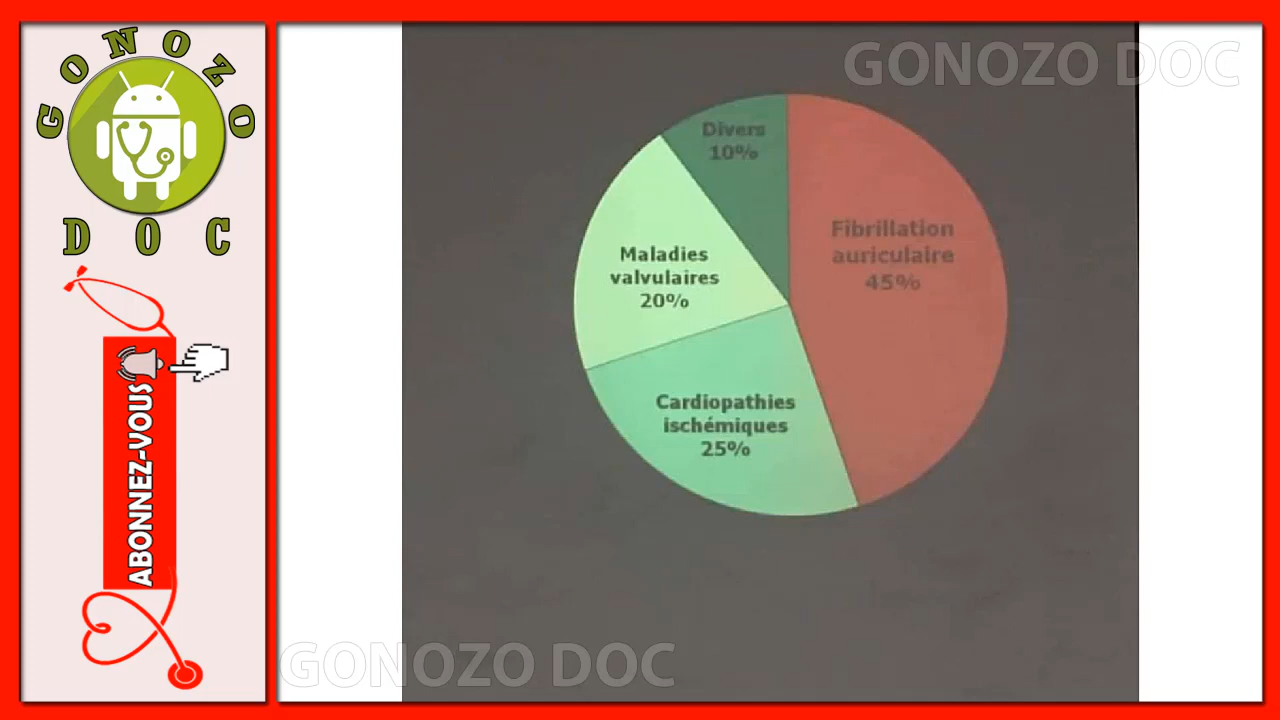 GONOZO
DOC
ABONNEZ-VOUS
GONOZO DOC
Divers
10%
Fibrillation
auriculaire
45%
Maladies
valvulaires
20%
Cardiopathies
ischémiques
25%
GONOZO DOC